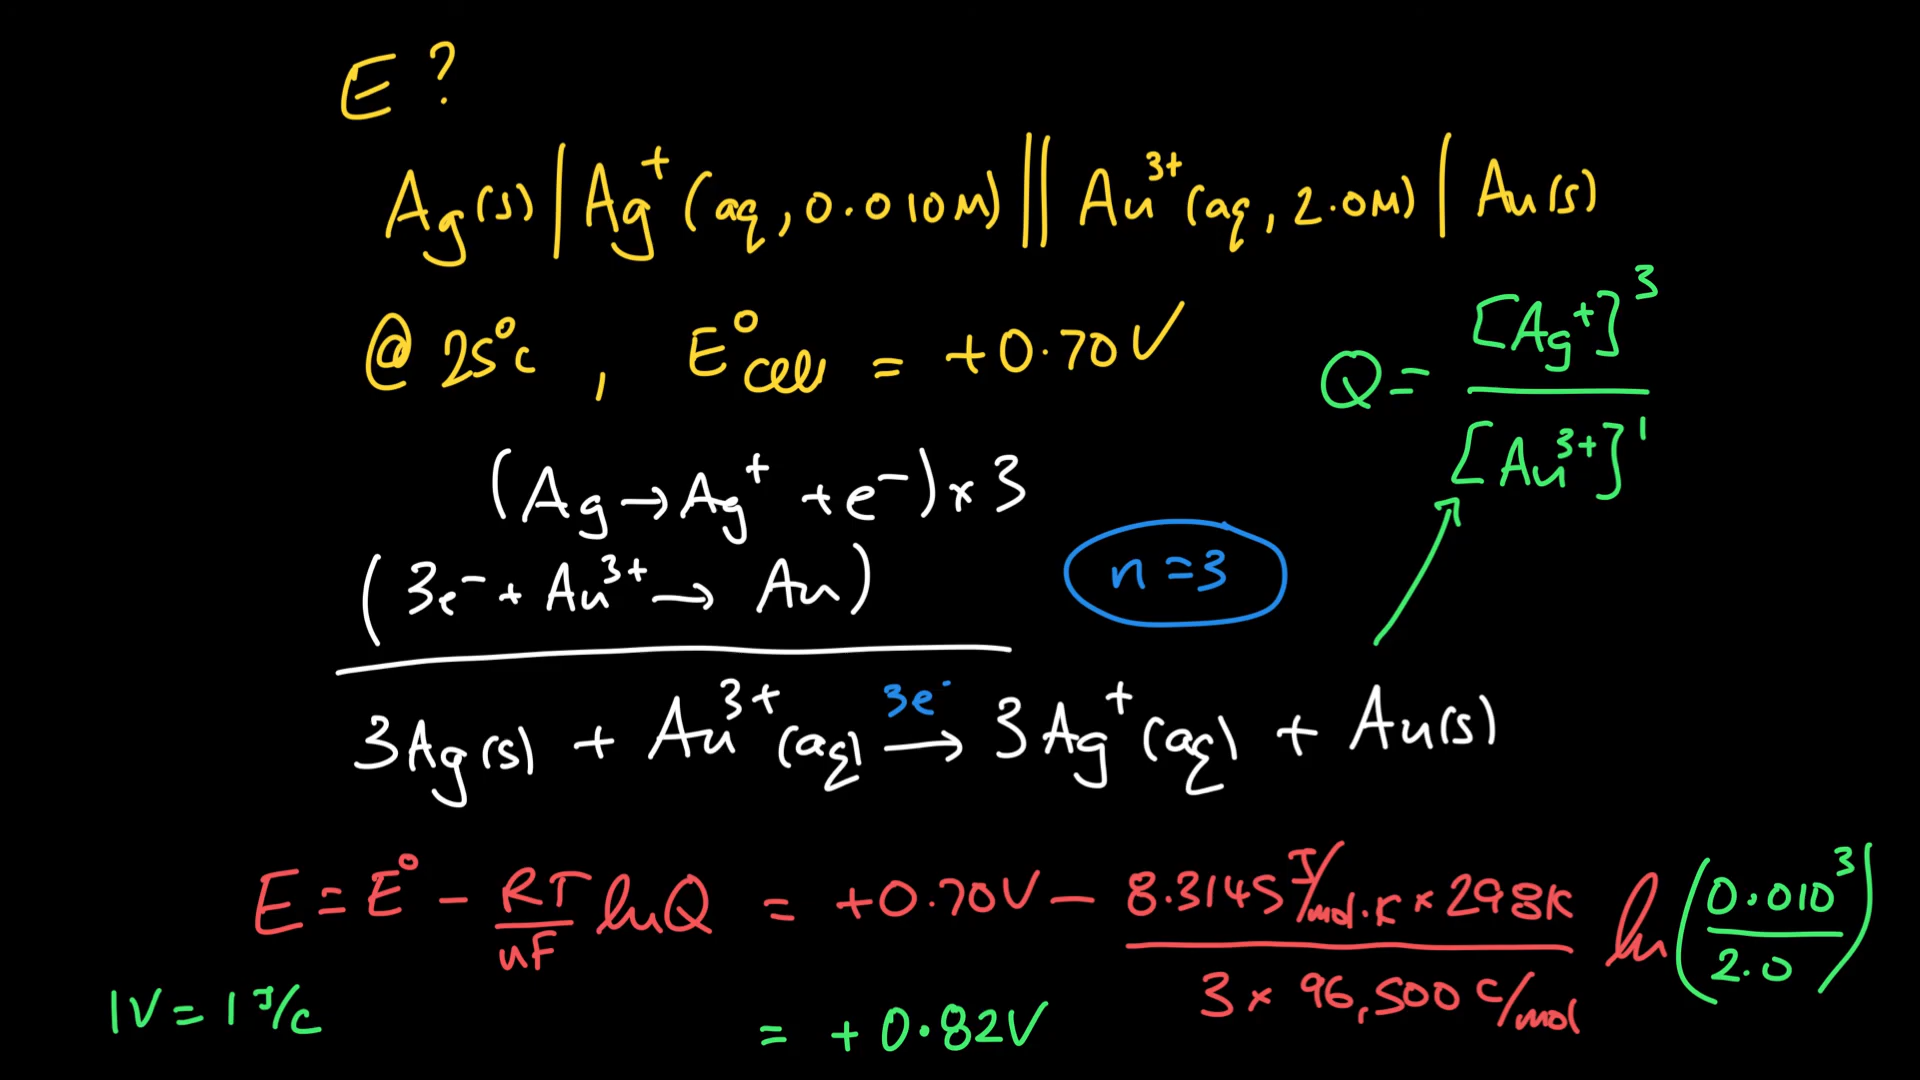 E?
Ag(s) | Ag⁺(aq, 0.010M) || Au³⁺(aq, 2.0M) | Au(s)
@ 25°C , E°cell = +0.70V
Q = [Ag⁺]³ / [Au³⁺]¹
(Ag → Ag⁺ + e⁻) × 3
(3e⁻ + Au³⁺ → Au)
n = 3
3e⁻
3Ag(s) + Au³⁺(aq) → 3Ag⁺(aq) + Au(s)
E = E° - RT/nF lnQ = +0.70V - (8.3145 J/mol·K × 298K)/(3 × 96,500 C/mol) ln(0.010³/2.0)
1V = 1 J/C
= +0.82V